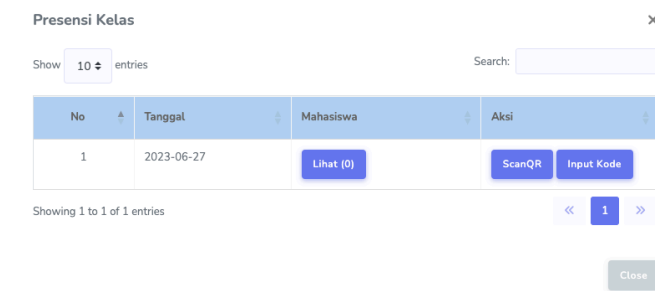 Presensi Kelas ×
Show 10 entries Search:
No Tanggal Mahasiswa Aksi
1 2023-06-27 Lihat (0) ScanQR Input Kode
Showing 1 to 1 of 1 entries « 1 »
Close